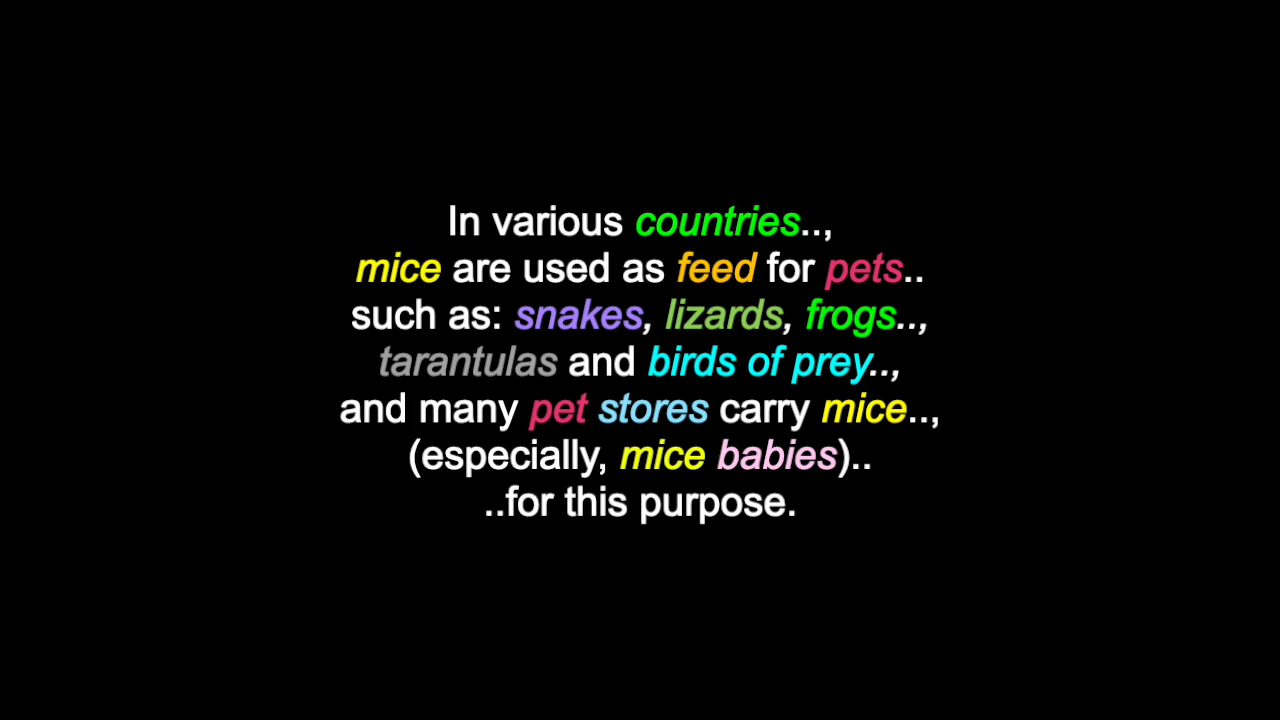 In various countries..,
mice are used as feed for pets..
such as: snakes, lizards, frogs..,
tarantulas and birds of prey..,
and many pet stores carry mice..,
(especially, mice babies)..
..for this purpose.